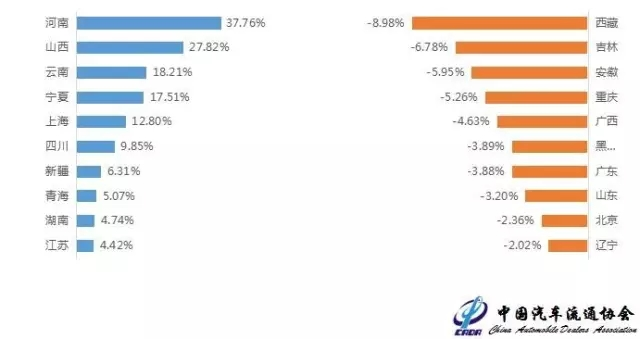 河南 37.76% -8.98% 西藏
山西 27.82% -6.78% 吉林
云南 18.21% -5.95% 安徽
宁夏 17.51% -5.26% 重庆
上海 12.80% -4.63% 广西
四川 9.85% -3.89% 黑...
新疆 6.31% -3.88% 广东
青海 5.07% -3.20% 山东
湖南 4.74% -2.36% 北京
江苏 4.42% -2.02% 辽宁
中国汽车流通协会
CADA China Automobile Dealers Association